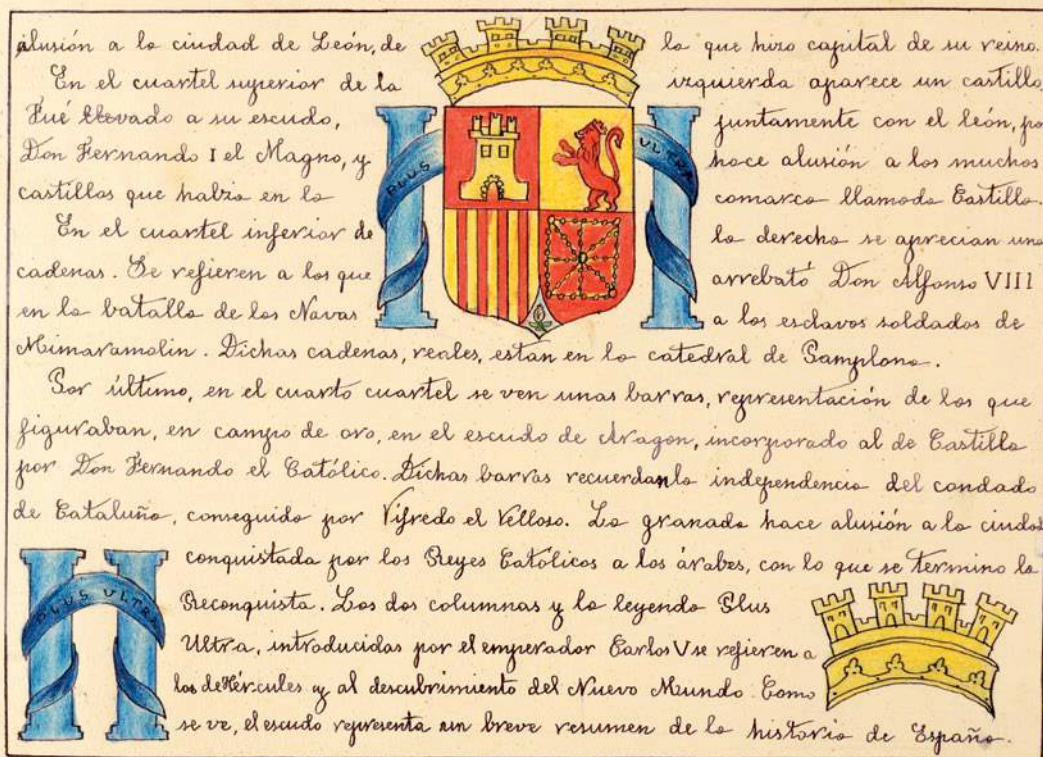 alusión a la ciudad de León, de la que hizo capital de su reino.
En el cuartel superior de la izquierda aparece un castillo,
Fué llevado a su escudo, juntamente con el león, por
Don Fernando I el Magno, y hace alusión a los muchos
castillos que había en la comarca llamada Castilla.
En el cuartel inferior de la derecha se aprecian una
cadenas. Se refieren a las que arrebató Don Alfonso VIII
en la batalla de las Navas a los esclavos soldados de
Miramamolin. Dichas cadenas, reales, estan en la catedral de Pamplona.
Por último, en el cuarto cuartel se ven unas barras, representación de las que
figuraban, en campo de oro, en el escudo de Aragon, incorporado al de Castilla
por Don Fernando el Católico. Dichas barras recuerdan la independencia del condado
de Cataluña, conseguida por Vifredo el Velloso. La granada hace alusión a la ciudad
conquistada por los Reyes Católicos a los árabes, con lo que se termino la
Reconquista. Las dos columnas y la leyenda Plus
Ultra, introducidas por el emperador Carlos V se refieren a
las de Hércules y al descubrimiento del Nuevo Mundo. Como
se ve, el escudo representa un breve resumen de la historia de España.
PLUS ULTRA
PLUS ULTRA